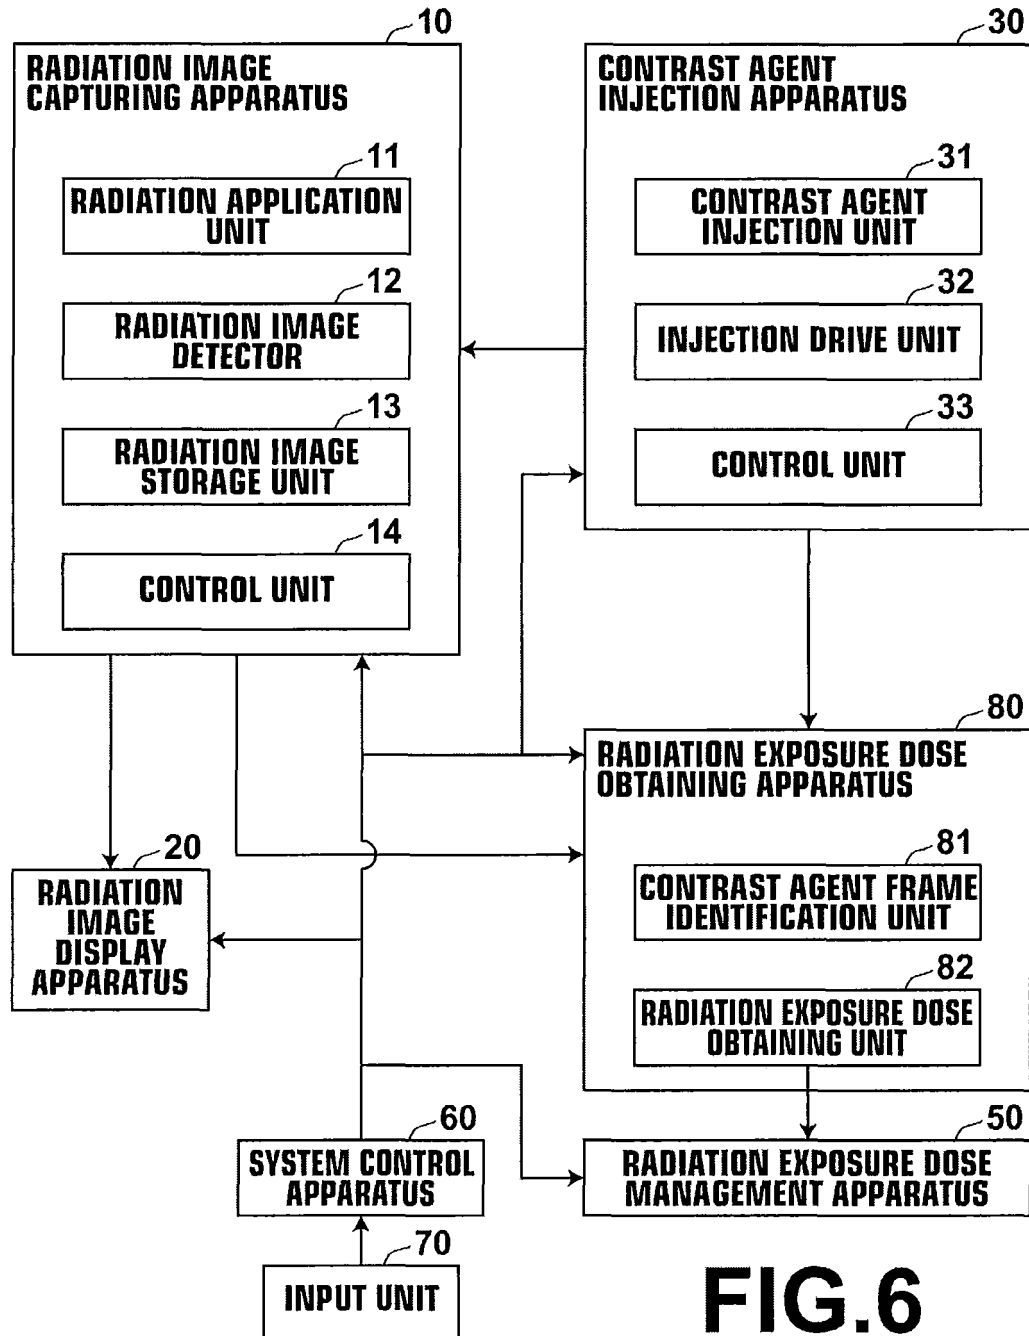 10
RADIATION IMAGE
CAPTURING APPARATUS
11
RADIATION APPLICATION
UNIT
12
RADIATION IMAGE
DETECTOR
13
RADIATION IMAGE
STORAGE UNIT
14
CONTROL UNIT
30
CONTRAST AGENT
INJECTION APPARATUS
31
CONTRAST AGENT
INJECTION UNIT
32
INJECTION DRIVE UNIT
33
CONTROL UNIT
80
RADIATION EXPOSURE DOSE
OBTAINING APPARATUS
81
CONTRAST AGENT FRAME
IDENTIFICATION UNIT
82
RADIATION EXPOSURE DOSE
OBTAINING UNIT
20
RADIATION
IMAGE
DISPLAY
APPARATUS
60
SYSTEM CONTROL
APPARATUS
50
RADIATION EXPOSURE DOSE
MANAGEMENT APPARATUS
70
INPUT UNIT
FIG.6